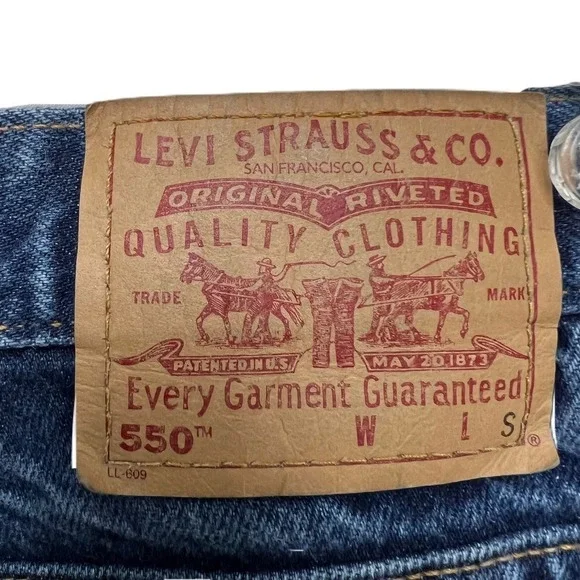 LEVI STRAUSS & CO.
SAN FRANCISCO, CAL.
ORIGINAL RIVETED
QUALITY CLOTHING
TRADE MARK
PATENTED IN U.S. MAY 20 1873
Every Garment Guaranteed
550™ W L S ®
LL-609